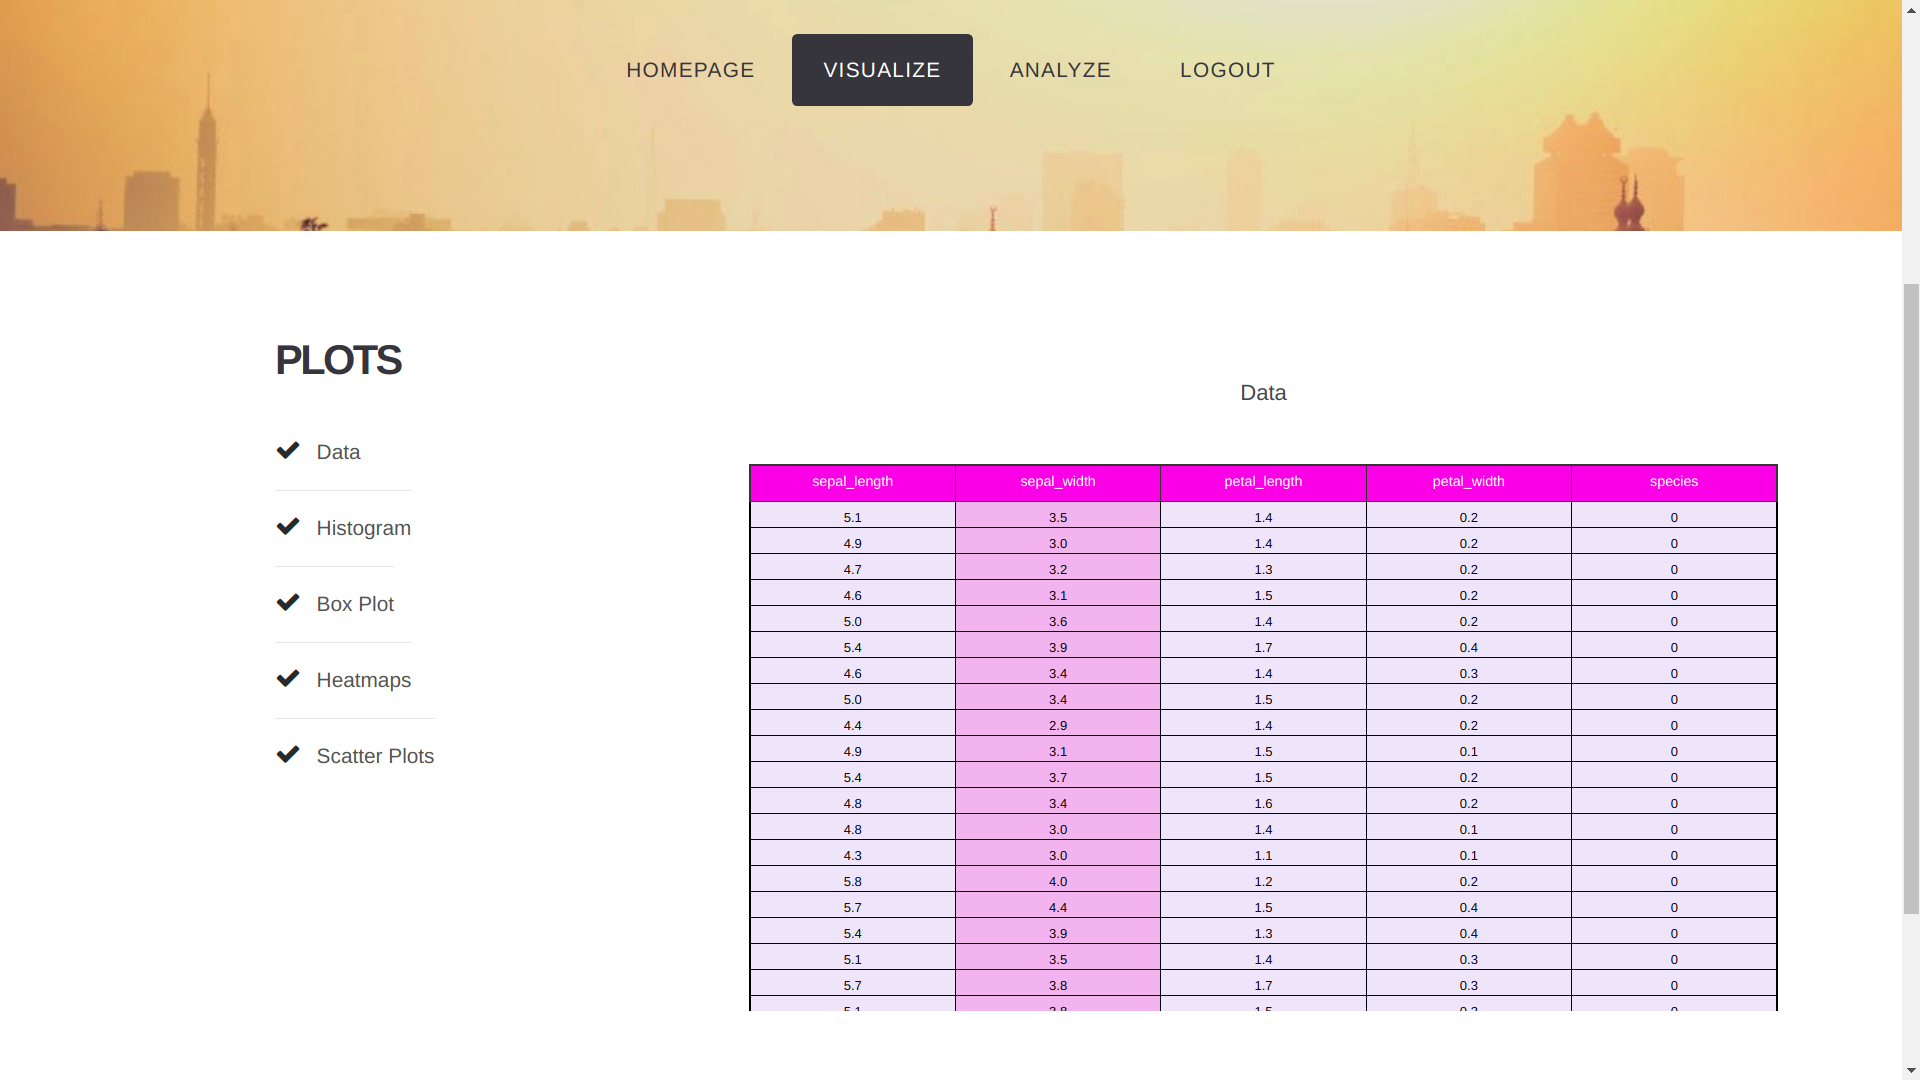 HOMEPAGE VISUALIZE ANALYZE LOGOUT
PLOTS
Data
Histogram
Box Plot
Heatmaps
Scatter Plots
Data
sepal_length sepal_width petal_length petal_width species
5.1 3.5 1.4 0.2 0
4.9 3.0 1.4 0.2 0
4.7 3.2 1.3 0.2 0
4.6 3.1 1.5 0.2 0
5.0 3.6 1.4 0.2 0
5.4 3.9 1.7 0.4 0
4.6 3.4 1.4 0.3 0
5.0 3.4 1.5 0.2 0
4.4 2.9 1.4 0.2 0
4.9 3.1 1.5 0.1 0
5.4 3.7 1.5 0.2 0
4.8 3.4 1.6 0.2 0
4.8 3.0 1.4 0.1 0
4.3 3.0 1.1 0.1 0
5.8 4.0 1.2 0.2 0
5.7 4.4 1.5 0.4 0
5.4 3.9 1.3 0.4 0
5.1 3.5 1.4 0.3 0
5.7 3.8 1.7 0.3 0